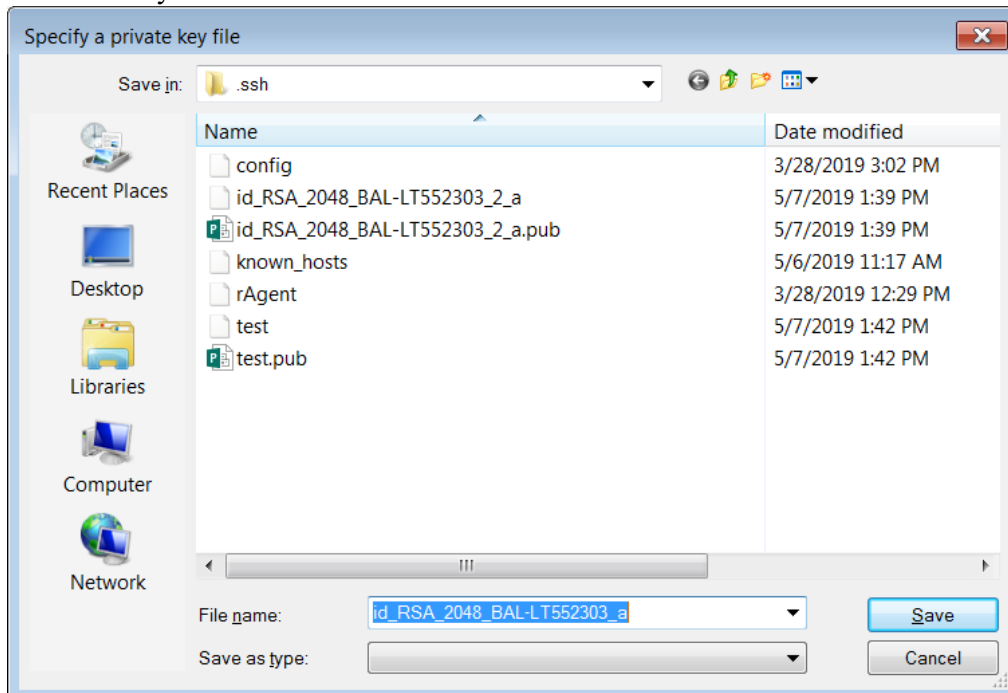 Specify a private key file
Save in: .ssh
Name Date modified
config 3/28/2019 3:02 PM
id_RSA_2048_BAL-LT552303_2_a 5/7/2019 1:39 PM
id_RSA_2048_BAL-LT552303_2_a.pub 5/7/2019 1:39 PM
known_hosts 5/6/2019 11:17 AM
rAgent 3/28/2019 12:29 PM
test 5/7/2019 1:42 PM
test.pub 5/7/2019 1:42 PM
Recent Places
Desktop
Libraries
Computer
Network
File name: id_RSA_2048_BAL-LT552303_a Save
Save as type: Cancel